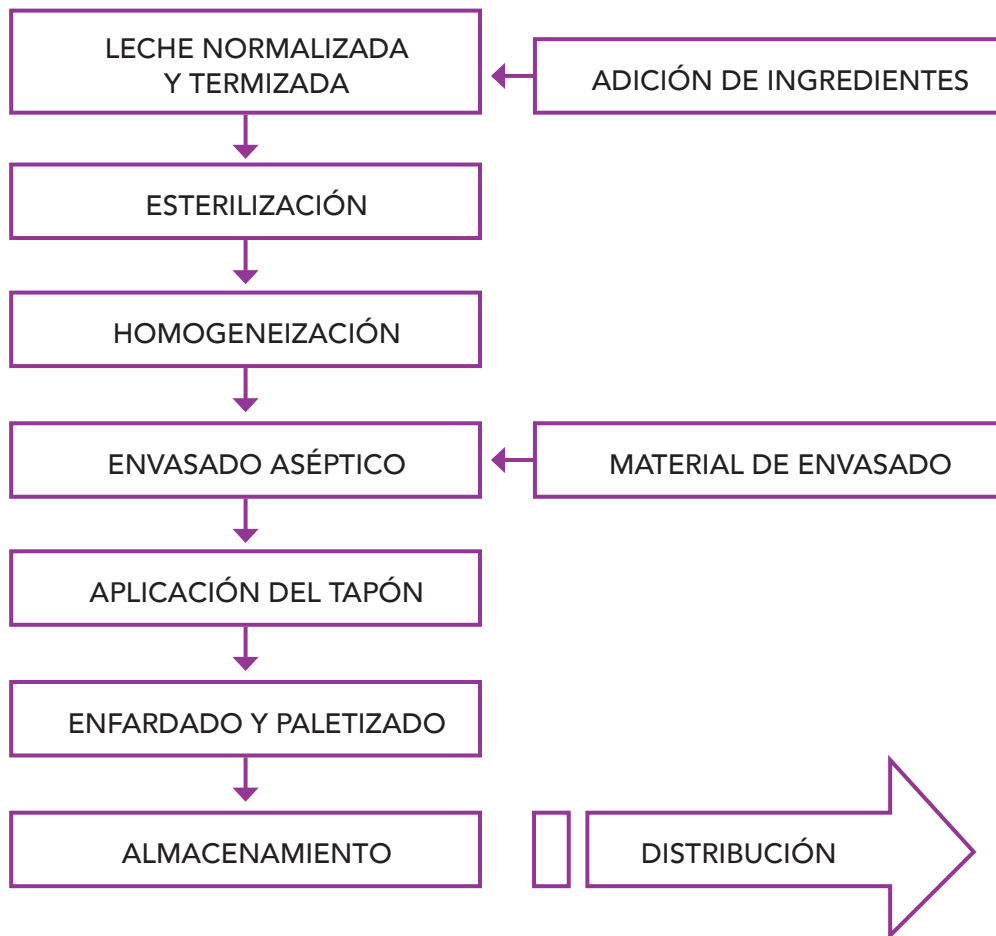 LECHE NORMALIZADA
Y TERMIZADA
ADICIÓN DE INGREDIENTES
ESTERILIZACIÓN
HOMOGENEIZACIÓN
ENVASADO ASÉPTICO
MATERIAL DE ENVASADO
APLICACIÓN DEL TAPÓN
ENFARDADO Y PALETIZADO
ALMACENAMIENTO
DISTRIBUCIÓN